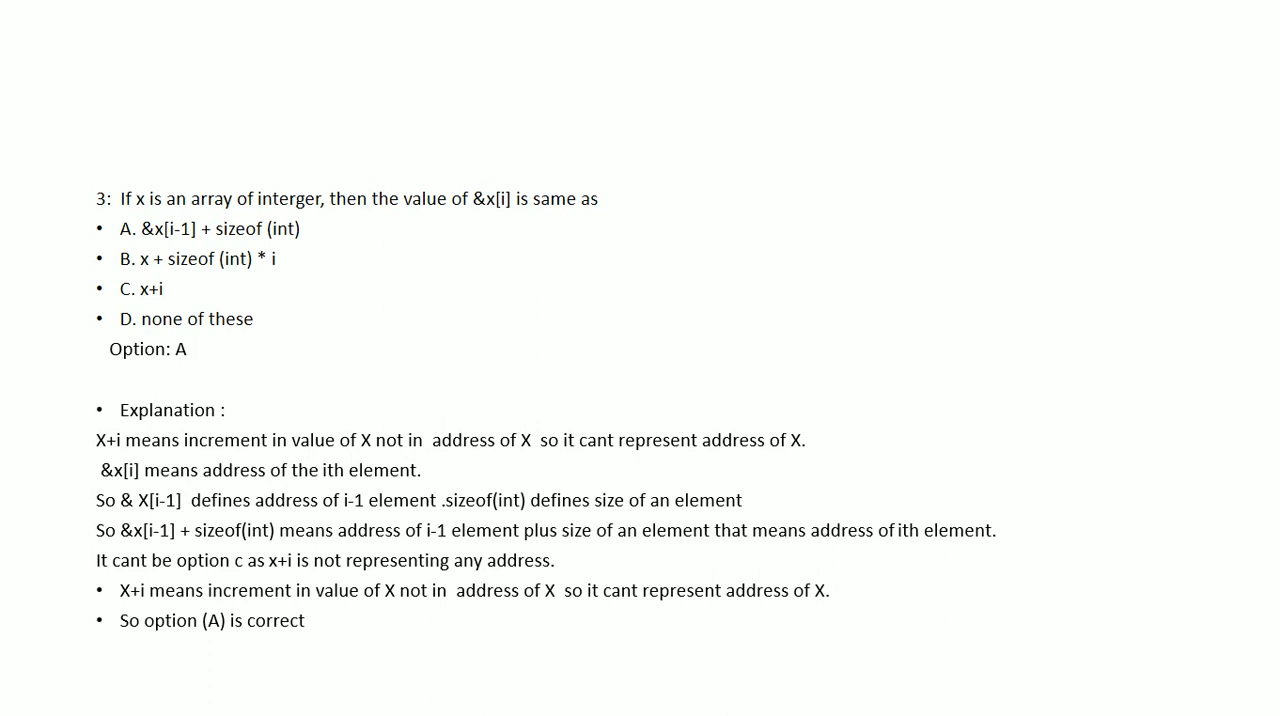 3: If x is an array of interger, then the value of &x[i] is same as
• A. &x[i-1] + sizeof (int)
• B. x + sizeof (int) * i
• C. x+i
• D. none of these
Option: A
• Explanation :
X+i means increment in value of X not in address of X so it cant represent address of X.
&x[i] means address of the ith element.
So & X[i-1] defines address of i-1 element .sizeof(int) defines size of an element
So &x[i-1] + sizeof(int) means address of i-1 element plus size of an element that means address of ith element.
It cant be option c as x+i is not representing any address.
• X+i means increment in value of X not in address of X so it cant represent address of X.
• So option (A) is correct